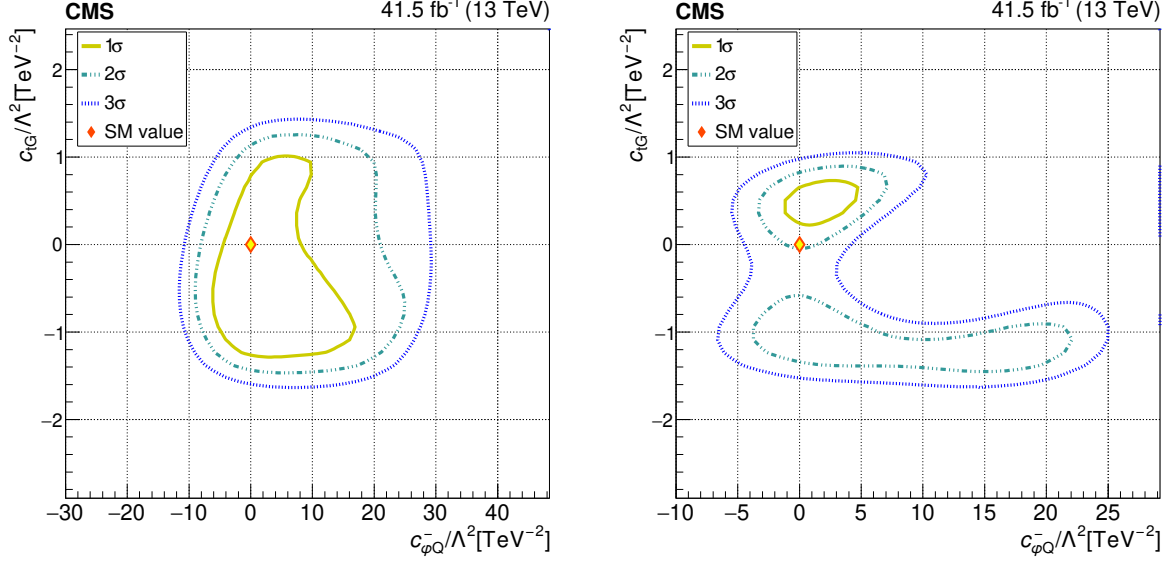 CMS 41.5 fb⁻¹ (13 TeV)
c_tG/Λ²[TeV⁻²]
1σ
2σ
3σ
SM value
2
1
0
−1
−2
−30 −20 −10 0 10 20 30 40
c⁻_φQ/Λ²[TeV⁻²]
CMS 41.5 fb⁻¹ (13 TeV)
c_tG/Λ²[TeV⁻²]
1σ
2σ
3σ
SM value
2
1
0
−1
−2
−10 −5 0 5 10 15 20 25
c⁻_φQ/Λ²[TeV⁻²]